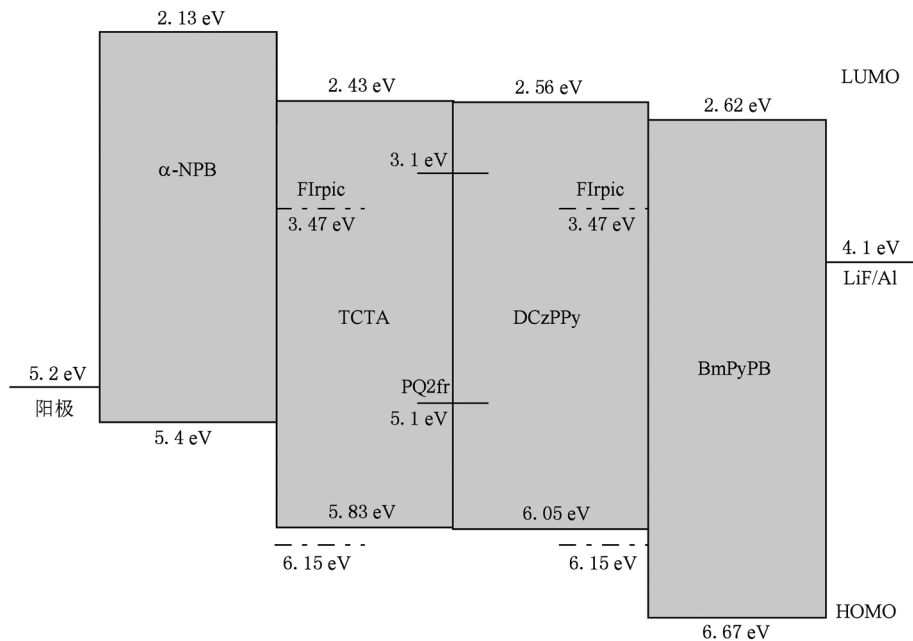 2. 13 eV
LUMO
2. 43 eV
2. 56 eV
2. 62 eV
3. 1 eV
α-NPB
FIrpic
FIrpic
3. 47 eV
3. 47 eV
4. 1 eV
LiF/Al
TCTA
DCzPPy
BmPyPB
5. 2 eV
阳极
PQ2fr
5. 1 eV
5. 4 eV
5. 83 eV
6. 05 eV
6. 15 eV
6. 15 eV
HOMO
6. 67 eV